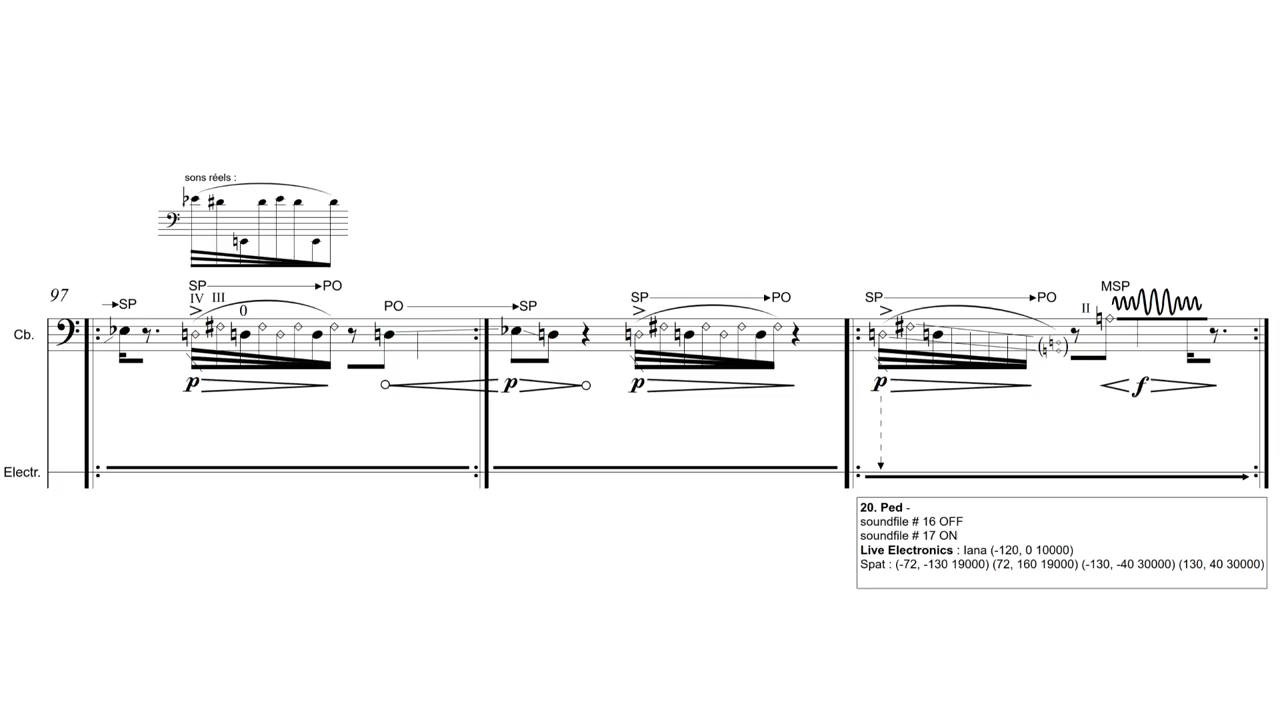 sons réels :
97
SP
SP
PO
IV
III
0
PO
SP
SP
PO
SP
PO
II
MSP
Cb.
p
p
p
p
f
Electr.
20. Ped -
soundfile # 16 OFF
soundfile # 17 ON
Live Electronics : Iana (-120, 0 10000)
Spat : (-72, -130 19000) (72, 160 19000) (-130, -40 30000) (130, 40 30000)